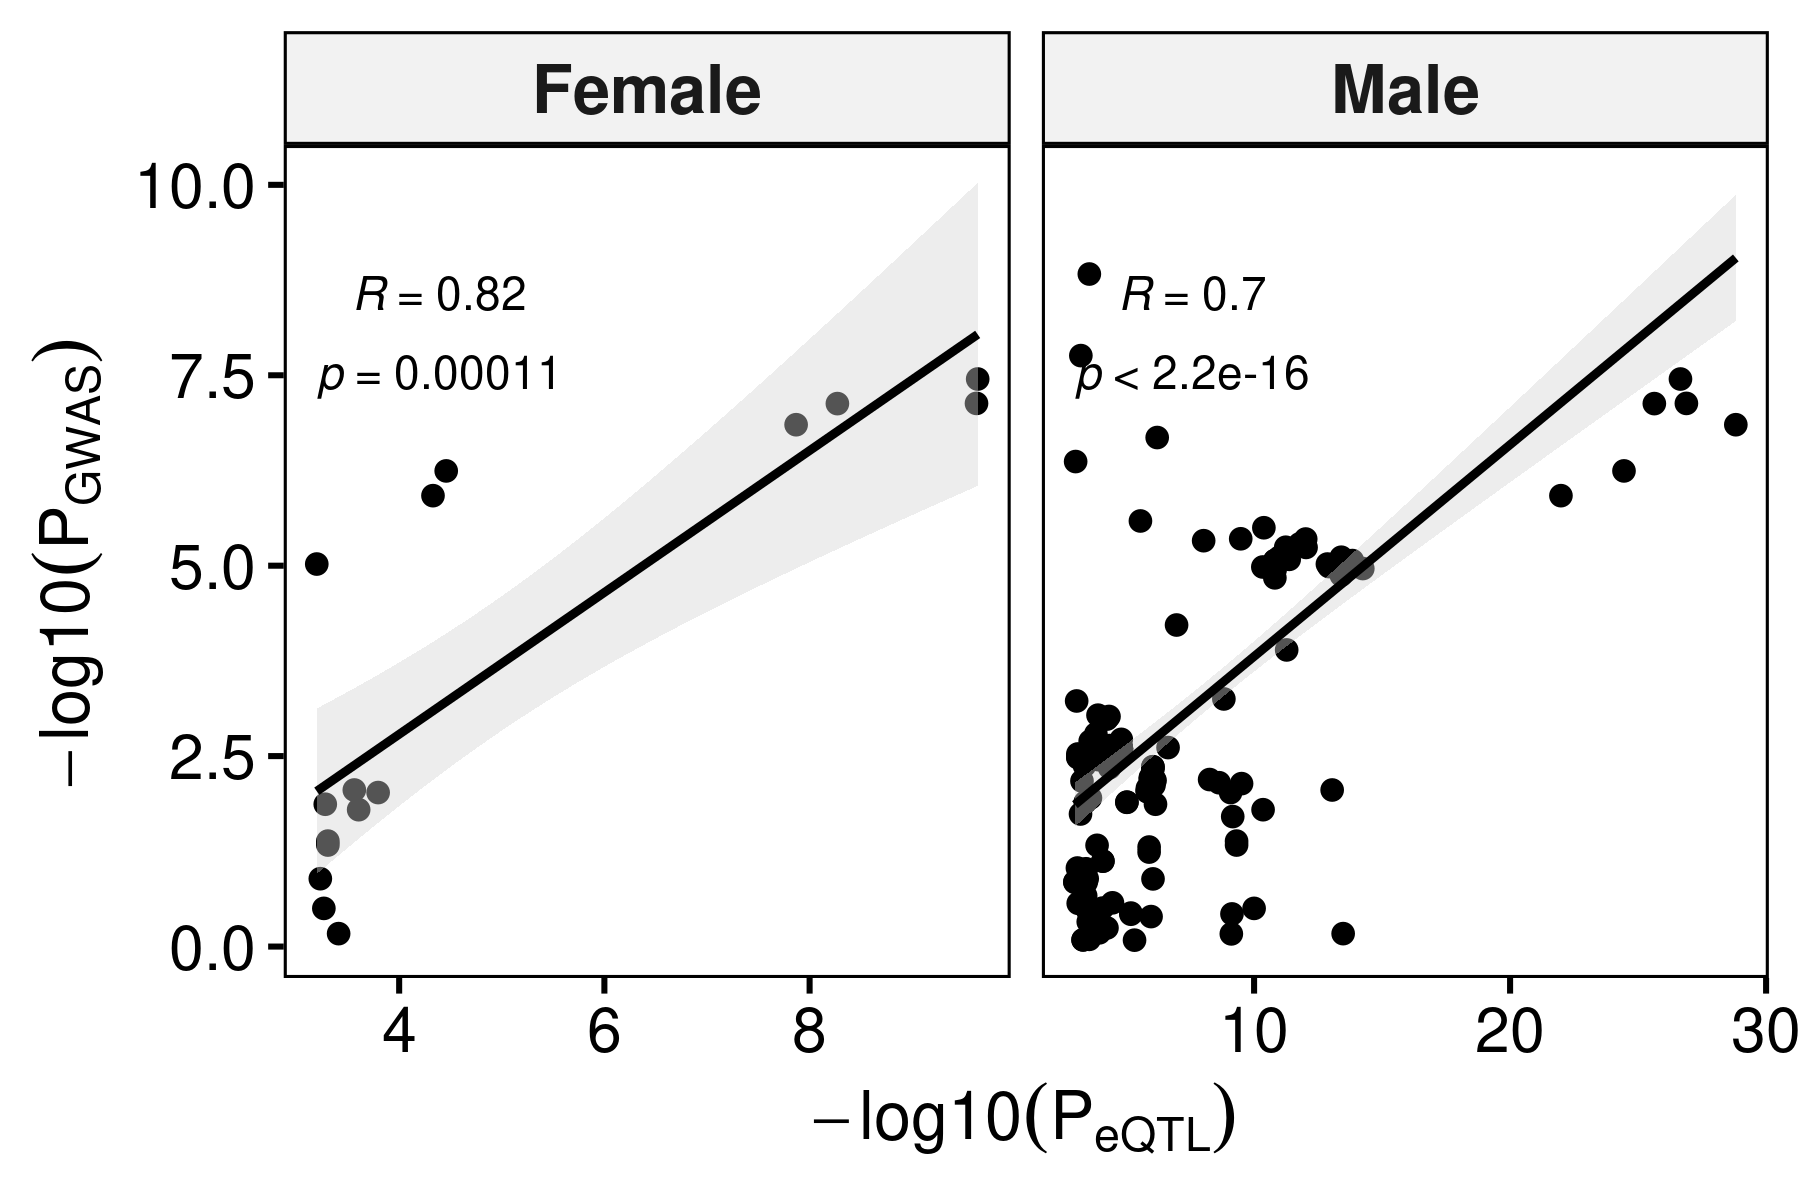 Female
Male
R = 0.82
p = 0.00011
R = 0.7
p < 2.2e-16
10.0
7.5
5.0
2.5
0.0
−log10(PGWAS)
4
6
8
10
20
30
−log10(PeQTL)